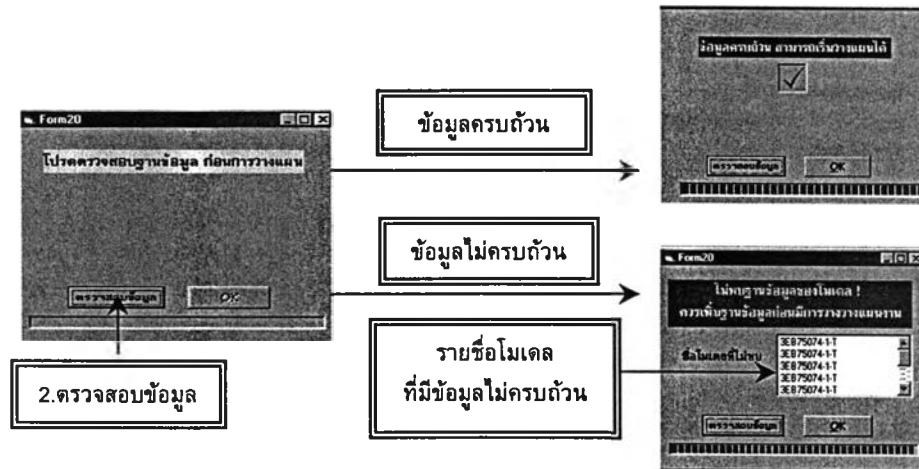 ข้อมูลครบถ้วน สามารถเริ่มวางแผนได้
ตรวจสอบข้อมูล
OK
ข้อมูลครบถ้วน
Form20
โปรดตรวจสอบฐานข้อมูล ก่อนการวางแผน
ตรวจสอบข้อมูล
OK
2.ตรวจสอบข้อมูล
ข้อมูลไม่ครบถ้วน
รายชื่อโมเดล
ที่มีข้อมูลไม่ครบถ้วน
Form20
ไม่พบฐานข้อมูลของโมเดล !
ควรเพิ่มฐานข้อมูลก่อนมีการวางวางแผนงาน
ชื่อโมเดลที่ไม่พบ
3EB75074-1-T
3EB75074-1-T
3EB75074-1-T
3EB75074-1-T
3EB75074-1-T
ตรวจสอบข้อมูล
OK